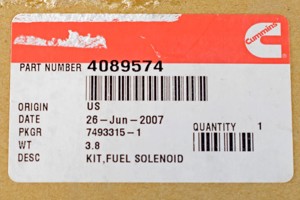 Cummins
PART NUMBER 4089574
ORIGIN US
DATE 26-Jun-2007
PKGR 7493315-1
QUANTITY 1
WT 3.8
DESC KIT,FUEL SOLENOID